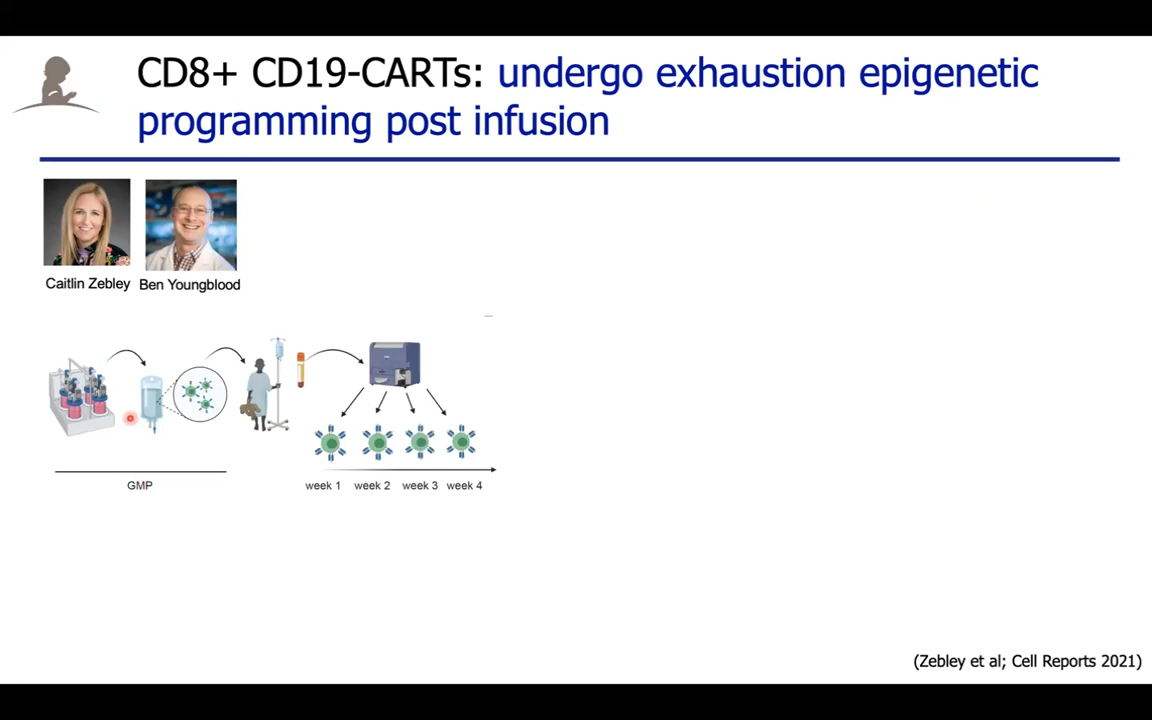 CD8+ CD19-CARTs: undergo exhaustion epigenetic
programming post infusion
Caitlin Zebley
Ben Youngblood
GMP
week 1
week 2
week 3
week 4
(Zebley et al; Cell Reports 2021)